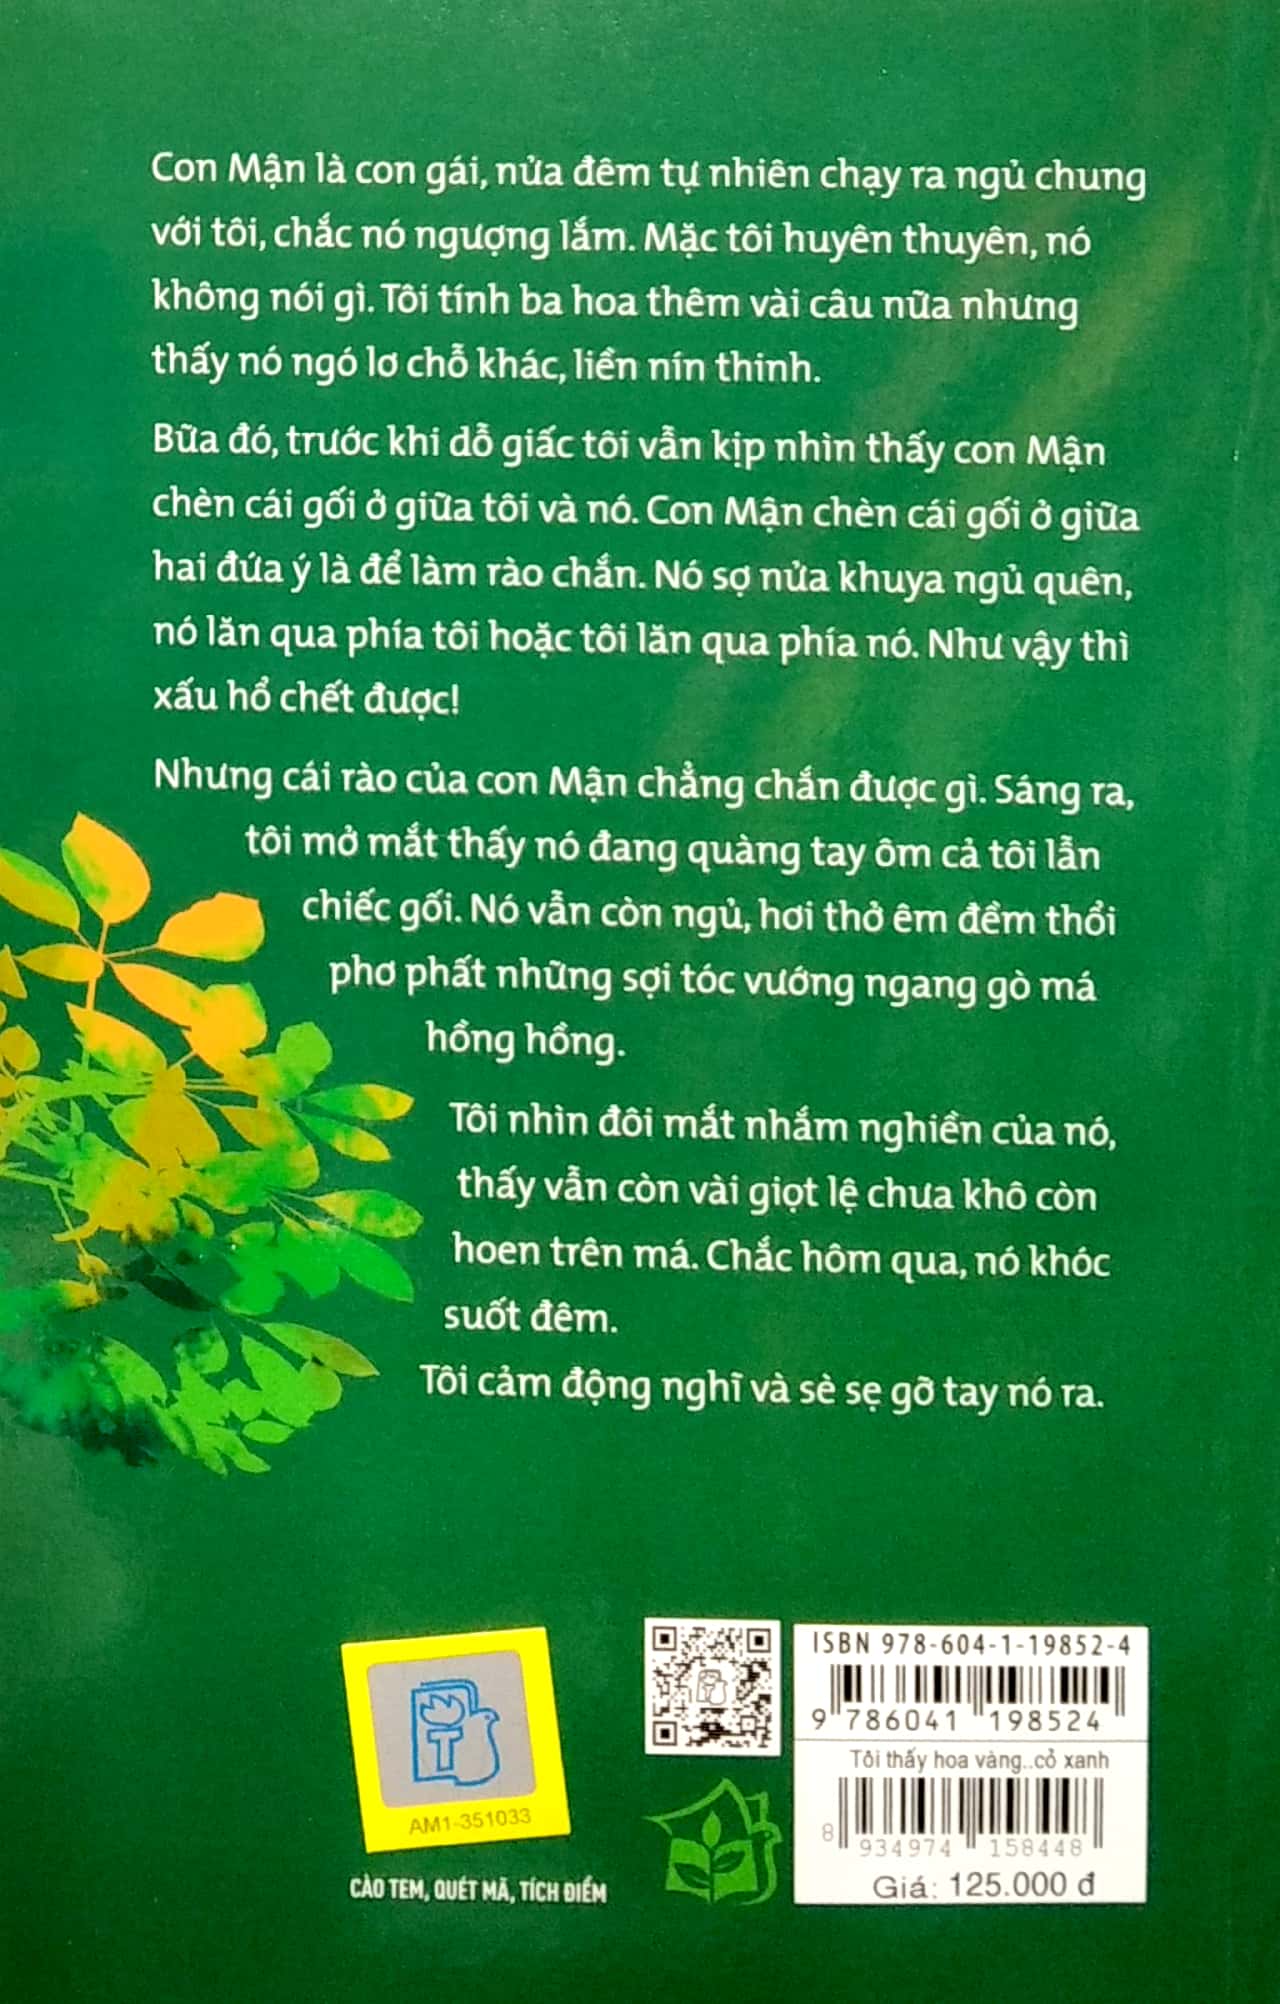 Con Mận là con gái, nửa đêm tự nhiên chạy ra ngủ chung
với tôi, chắc nó ngượng lắm. Mặc tôi huyên thuyên, nó
không nói gì. Tôi tính ba hoa thêm vài câu nữa nhưng
thấy nó ngó lơ chỗ khác, liền nín thinh.
Bữa đó, trước khi dỗ giấc tôi vẫn kịp nhìn thấy con Mận
chèn cái gối ở giữa tôi và nó. Con Mận chèn cái gối ở giữa
hai đứa ý là để làm rào chắn. Nó sợ nửa khuya ngủ quên,
nó lăn qua phía tôi hoặc tôi lăn qua phía nó. Như vậy thì
xấu hổ chết được!
Nhưng cái rào của con Mận chẳng chắn được gì. Sáng ra,
tôi mở mắt thấy nó đang quàng tay ôm cả tôi lẫn
chiếc gối. Nó vẫn còn ngủ, hơi thở êm đềm thổi
phơ phất những sợi tóc vướng ngang gò má
hồng hồng.
Tôi nhìn đôi mắt nhắm nghiền của nó,
thấy vẫn còn vài giọt lệ chưa khô còn
hoen trên má. Chắc hôm qua, nó khóc
suốt đêm.
Tôi cảm động nghĩ và sè sẹ gỡ tay nó ra.
T
AM1-351033
CÀO TEM, QUÉT MÃ, TÍCH ĐIỂM
ISBN 978-604-1-19852-4
9 786041 198524
Tôi thấy hoa vàng..cỏ xanh
8 934974 158448
Giá: 125.000 đ